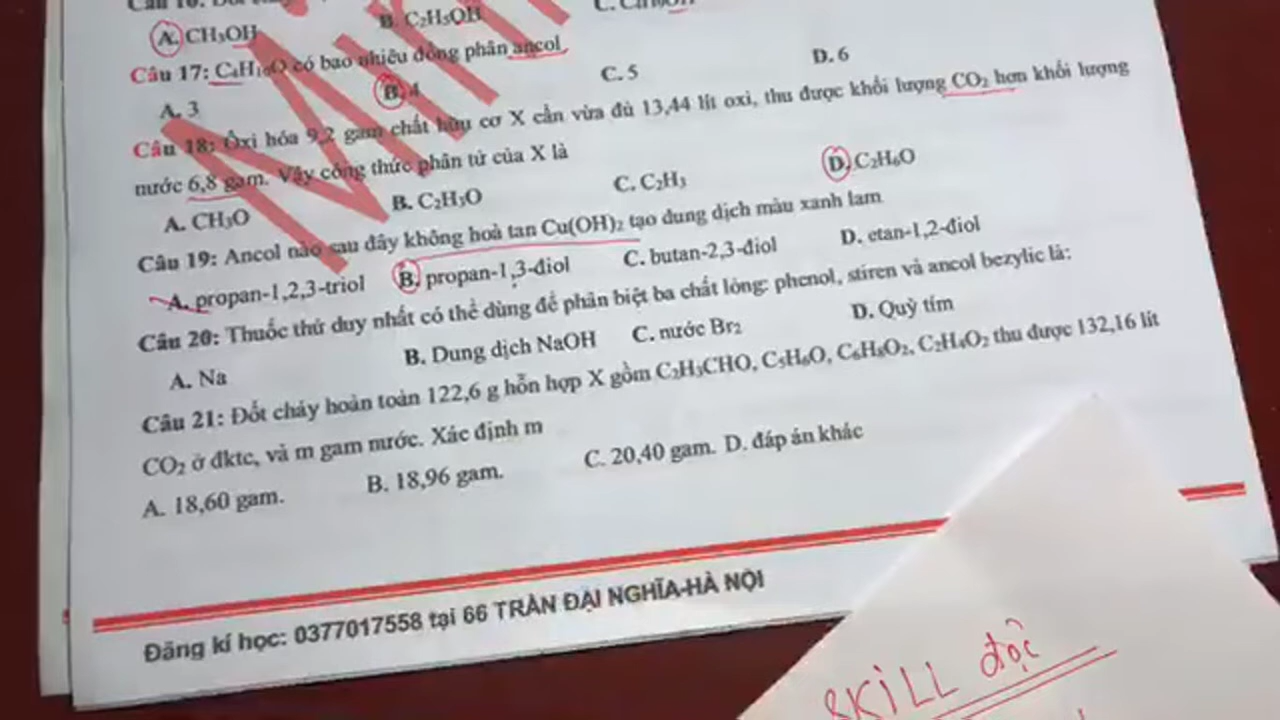 A. CH₃OH
B. C₂H₅OH
Câu 17: C₄H₁₀O có bao nhiêu đồng phân ancol
A. 3
B. 4
C. 5
D. 6
Câu 18: Ôxi hóa 9,2 gam chất hữu cơ X cần vừa đủ 13,44 lít oxi, thu được khối lượng CO₂ hơn khối lượng
nước 6,8 gam. Vậy công thức phân tử của X là
A. CH₃O
B. C₂H₃O
C. C₂H₃
D. C₂H₆O
Câu 19: Ancol nào sau đây không hoà tan Cu(OH)₂ tạo dung dịch màu xanh lam
A. propan-1,2,3-triol
B. propan-1,3-điol
C. butan-2,3-điol
D. etan-1,2-điol
Câu 20: Thuốc thử duy nhất có thể dùng để phân biệt ba chất lỏng: phenol, stiren và ancol bezylic là:
A. Na
B. Dung dịch NaOH
C. nước Br₂
D. Quỳ tím
Câu 21: Đốt cháy hoàn toàn 122,6 g hỗn hợp X gồm C₂H₃CHO, C₅H₆O, C₆H₈O₂, C₂H₄O₂ thu được 132,16 lít
CO₂ ở đktc, và m gam nước. Xác định m
A. 18,60 gam.
B. 18,96 gam.
C. 20,40 gam. D. đáp án khác
Đăng kí học: 0377017558 tại 66 TRẦN ĐẠI NGHĨA-HÀ NỘI
SKILL độc